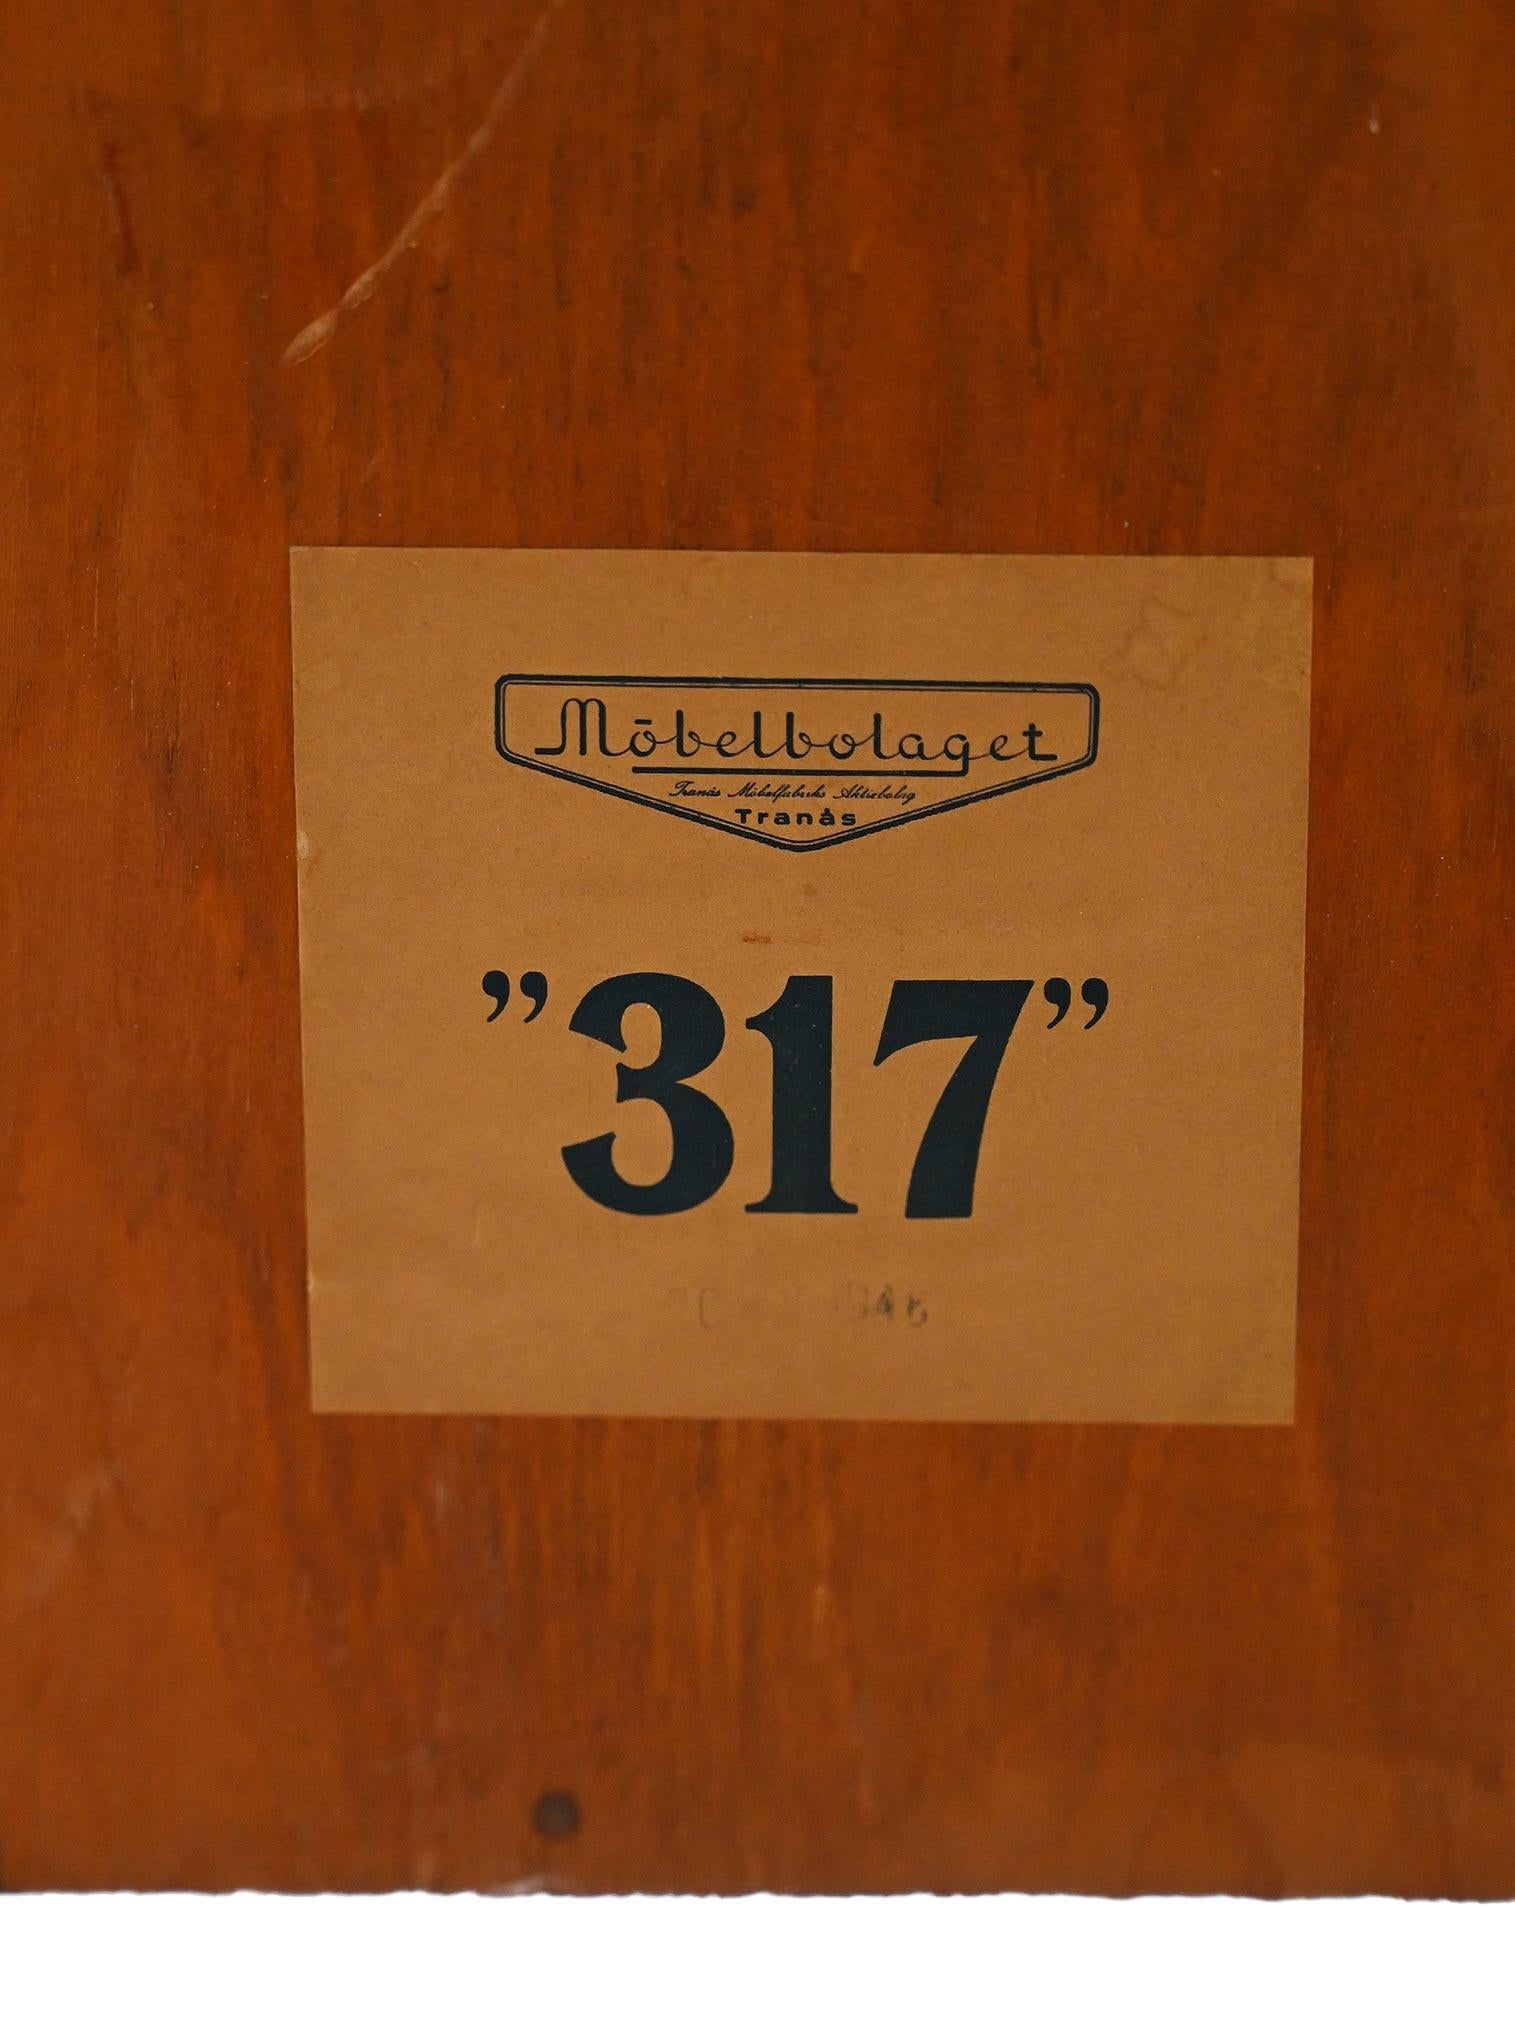 Möbelbolaget
Tranås Möbelfabriks Aktiebolag
Tranås
”317”